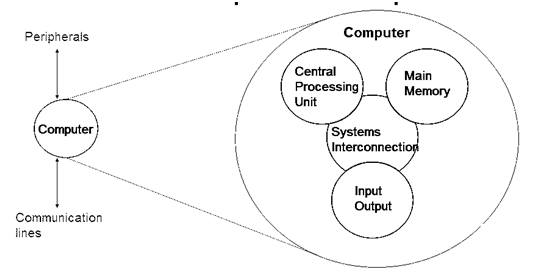 Peripherals
Computer
Communication
lines
Computer
Central
Processing
Unit
Main
Memory
Systems
Interconnection
Input
Output